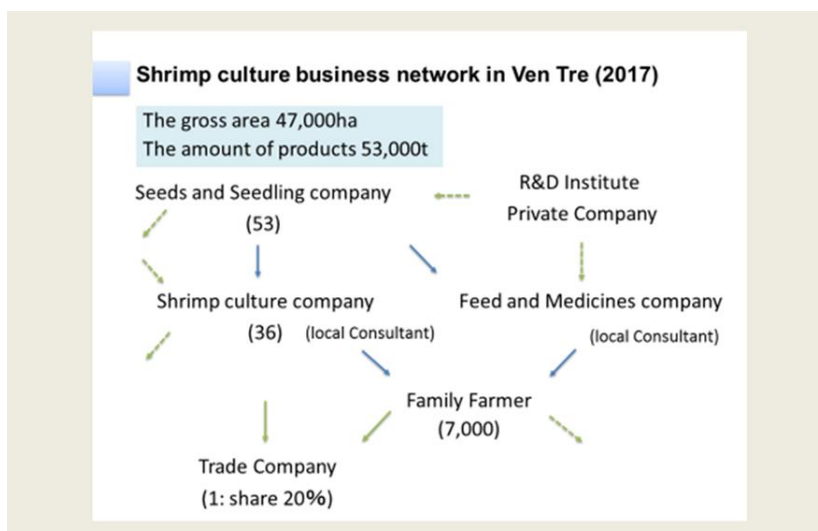 Shrimp culture business network in Ven Tre (2017)
The gross area 47,000ha
The amount of products 53,000t
Seeds and Seedling company
(53)
R&D Institute
Private Company
Shrimp culture company
(36) (local Consultant)
Feed and Medicines company
(local Consultant)
Family Farmer
(7,000)
Trade Company
(1: share 20%)